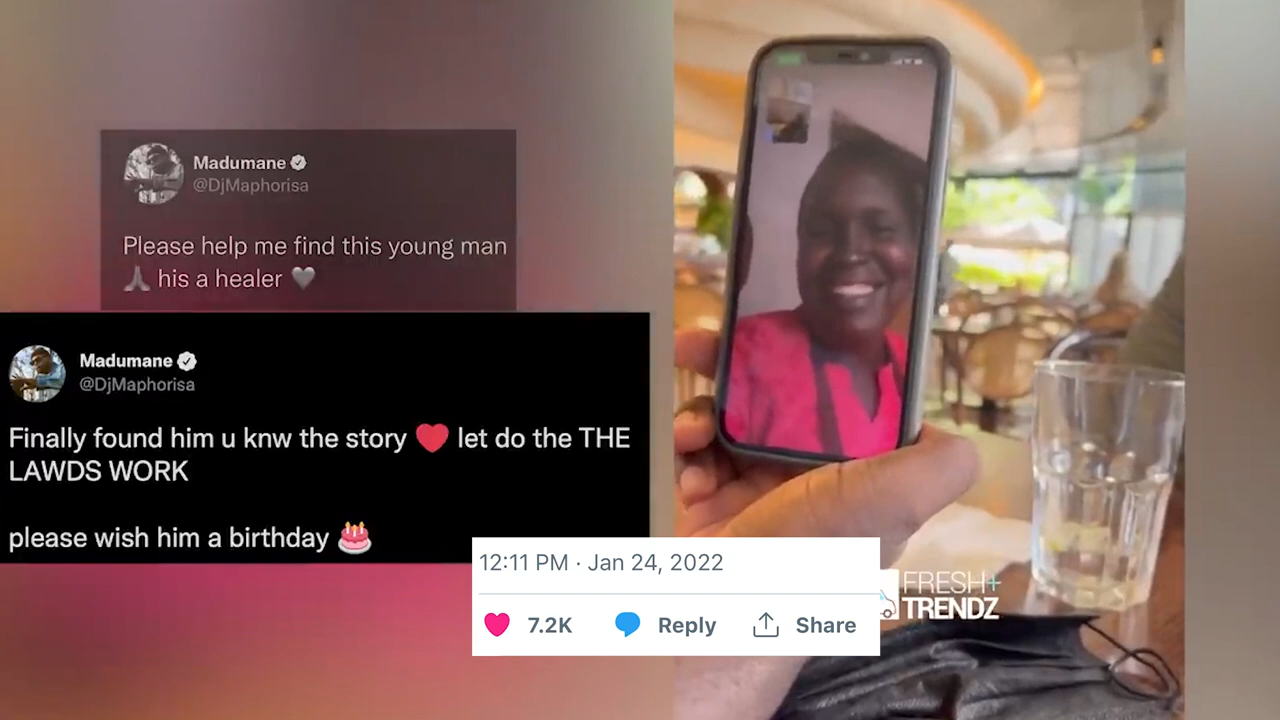 Madumane
@DjMaphorisa
Please help me find this young man
🙏 his a healer 🤍
Madumane
@DjMaphorisa
Finally found him u knw the story ❤️ let do the THE
LAWDS WORK
please wish him a birthday 🎂
12:11 PM · Jan 24, 2022
7.2K Reply Share
FRESH+
TRENDZ